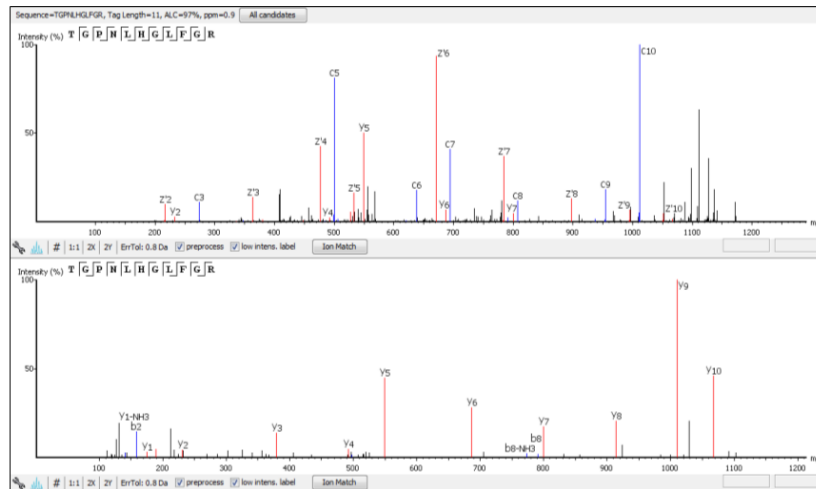 Sequence=TGPNLHGLFGR, Tag Length=11, ALC=97%, ppm=0.9 All candidates
Intensity (%) T G P N L H G L F G R
100
C10
Z'6
C5
50
Y5
Z'4
C7
Z'7
Z'2
Y2
C3
Z'3
Y4
Z'5
C6
Y6
Y7
C8
Z'8
C9
Z'9
Z'10
100 200 300 400 500 600 700 800 900 1000 1100 1200 m
# 1:1 2X 2Y ErrTol: 0.8 Da preprocess low intens. label Ion Match
Intensity (%) T G P N L H G L F G R
100
Y9
50
Y5
Y10
Y6
Y1-NH3
b2
Y1
Y2
Y3
Y4
b8
b8-NH3
Y7
Y8
100 200 300 400 500 600 700 800 900 1000 1100 1200
# 1:1 2X 2Y ErrTol: 0.8 Da preprocess low intens. label Ion Match